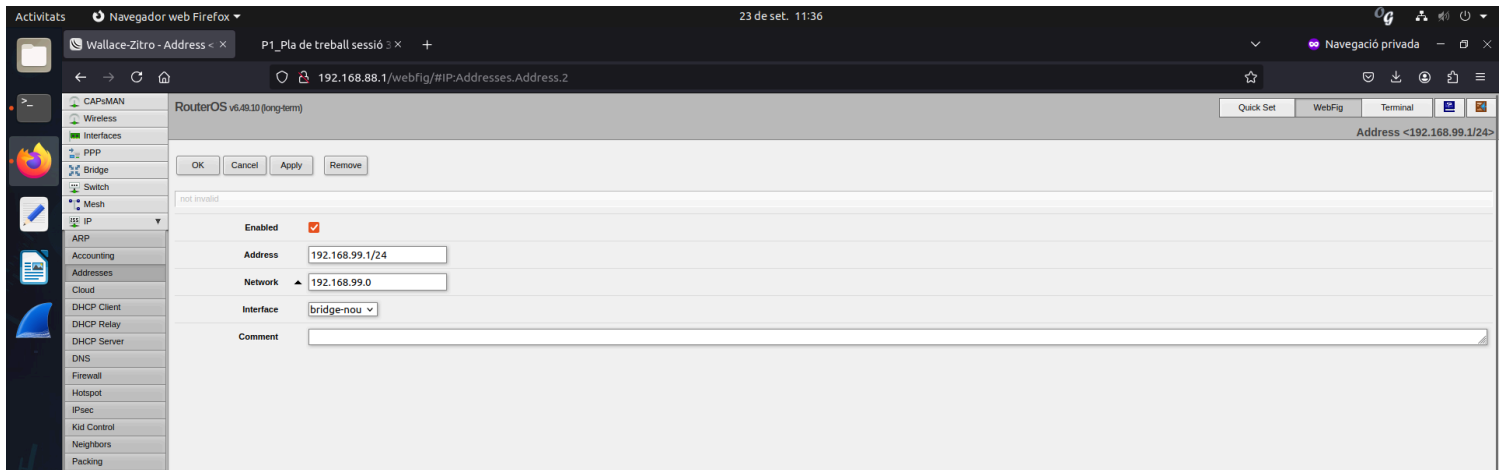 Activitats Navegador web Firefox 23 de set. 11:36
Wallace-Zitro - Address < × P1_Pla de treball sessió 3 × + Navegació privada
192.168.88.1/webfig/#IP:Addresses.Address.2
CAPsMAN
Wireless
Interfaces
PPP
Bridge
Switch
Mesh
IP
ARP
Accounting
Addresses
Cloud
DHCP Client
DHCP Relay
DHCP Server
DNS
Firewall
Hotspot
IPsec
Kid Control
Neighbors
Packing
RouterOS v6.49.10 (long-term) Quick Set WebFig Terminal
Address <192.168.99.1/24>
OK Cancel Apply Remove
not invalid
Enabled
Address 192.168.99.1/24
Network 192.168.99.0
Interface bridge-nou
Comment